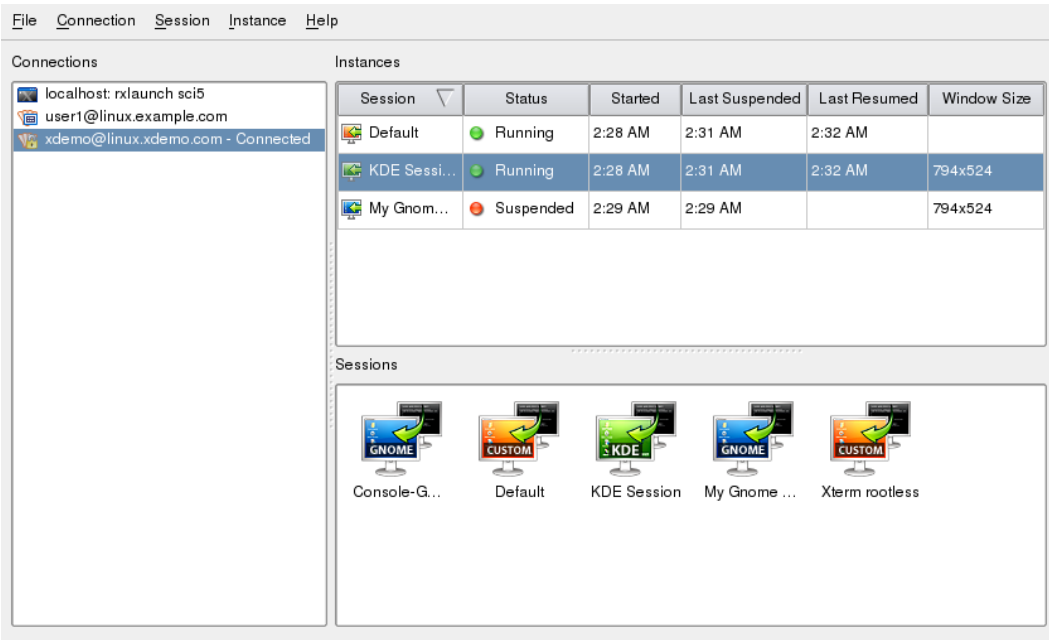 File Connection Session Instance Help
Connections
localhost: rxlaunch sci5
user1@linux.example.com
xdemo@linux.xdemo.com - Connected
Instances
Session Status Started Last Suspended Last Resumed Window Size
Default Running 2:28 AM 2:31 AM 2:32 AM
KDE Sessi... Running 2:28 AM 2:31 AM 2:32 AM 794x524
My Gnom... Suspended 2:29 AM 2:29 AM 794x524
Sessions
GNOME CUSTOM KDE GNOME CUSTOM
Console-G... Default KDE Session My Gnome ... Xterm rootless